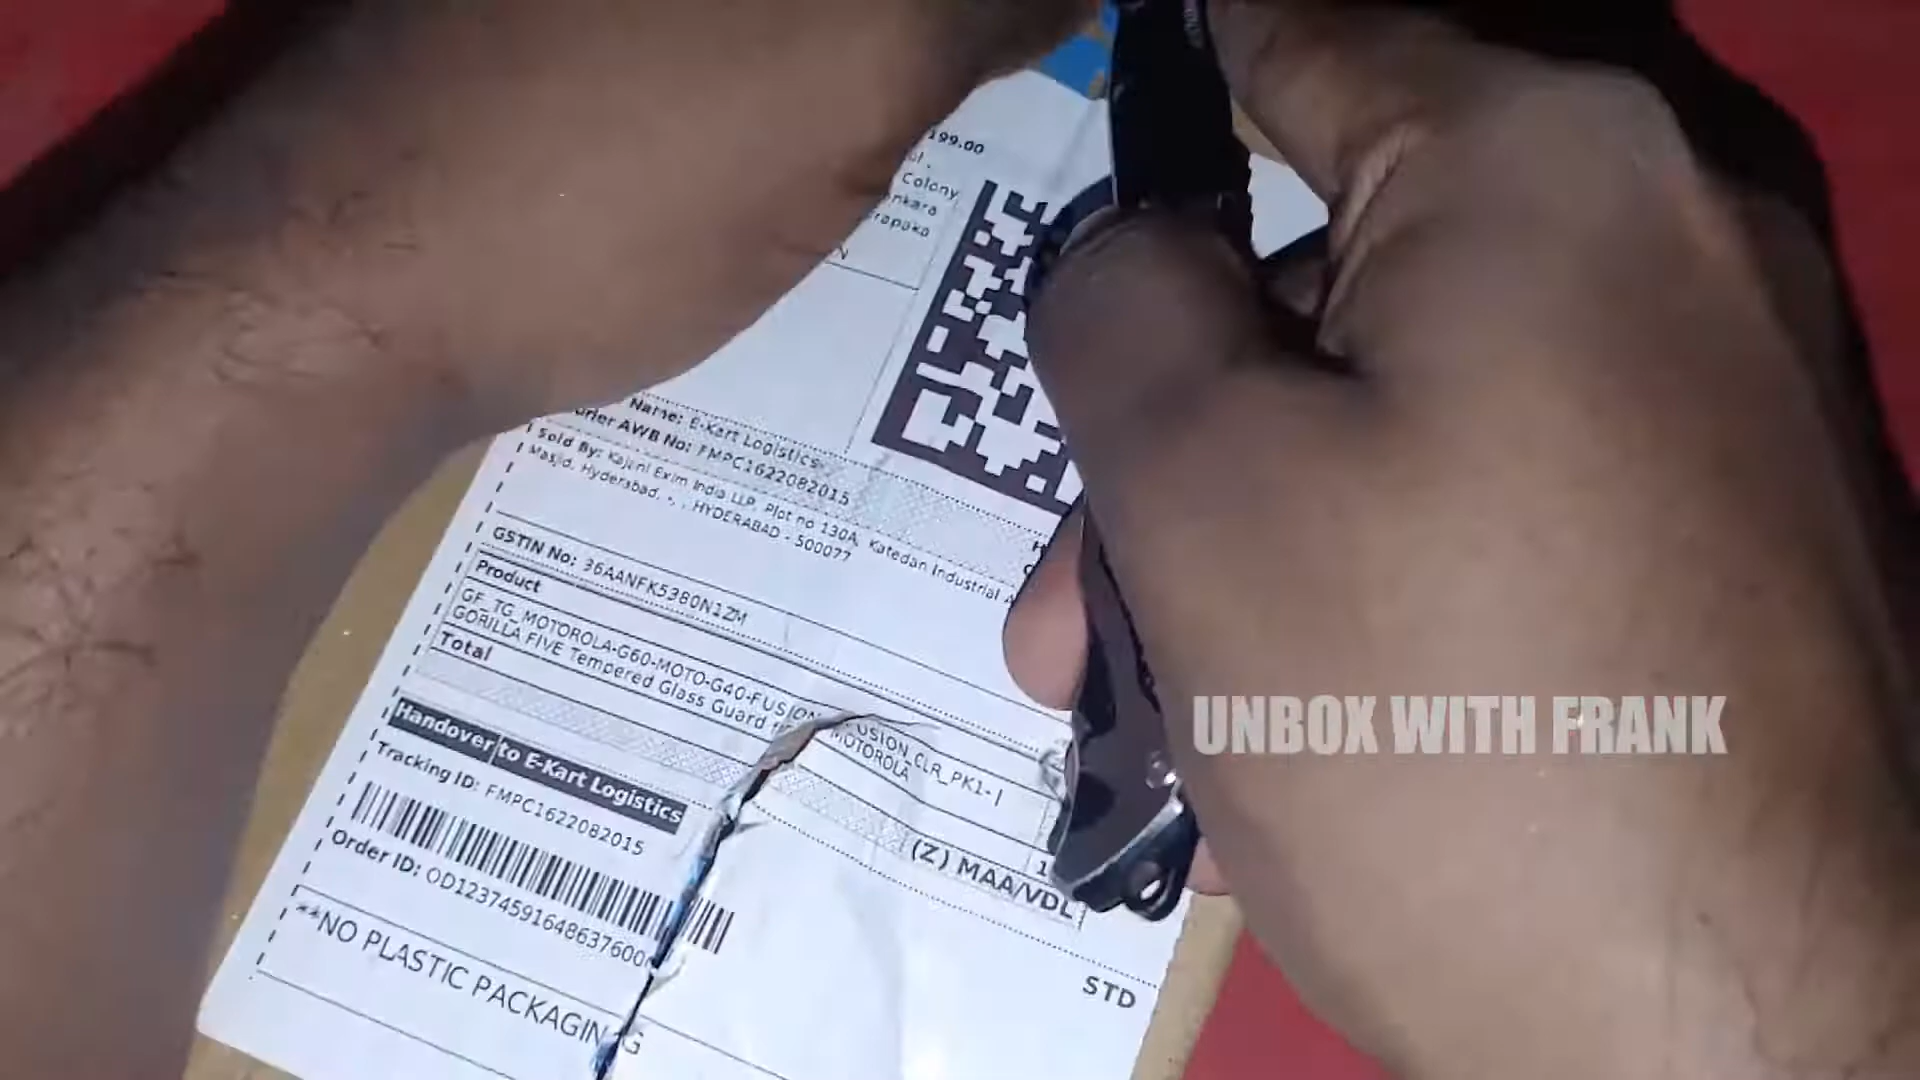 199.00
Colony
Name: E-Kart Logistics
AWB No: FMPC1622082015
Sold By: Kajeni Exim India LLP, Plot no 130A, Katedan Industrial
Masjid, Hyderabad, *, , HYDERABAD - 500077
GSTIN No: 36AANFK5380N1ZM
Product
GF_TG_MOTOROLA-G60-MOTO-G40-FUSION USION_CLR_PK1-|
GORILLA FIVE Tempered Glass Guard MOTOROLA
Total
Handover to E-Kart Logistics
Tracking ID: FMPC1622082015
(Z) MAA/VDL
Order ID: OD12374591648637600
STD
**NO PLASTIC PACKAGING
UNBOX WITH FRANK